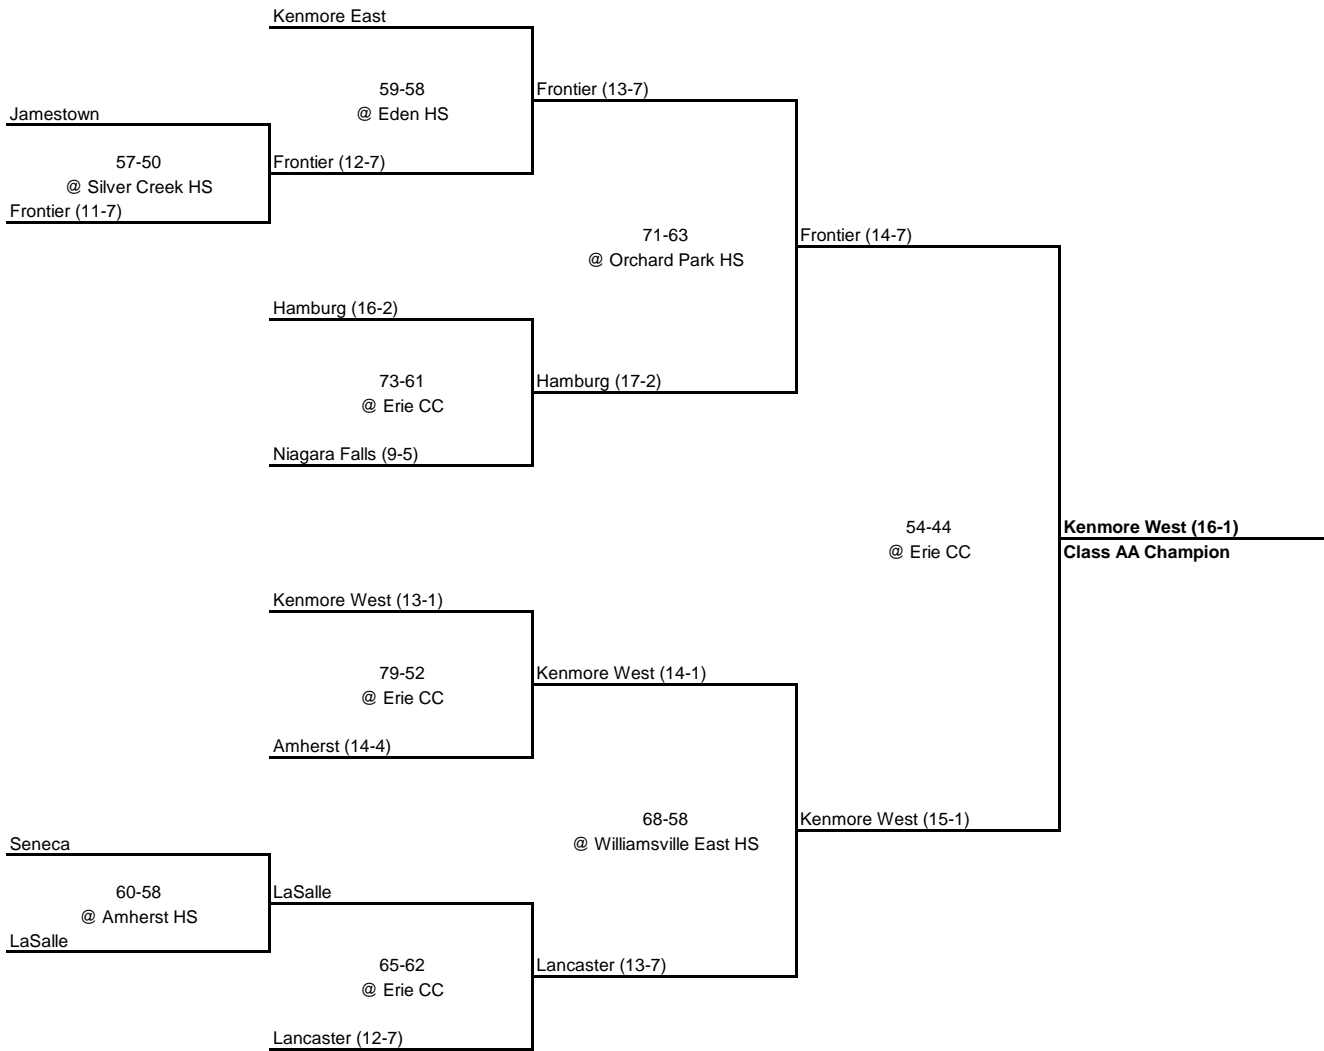 Kenmore East
59-58
@ Eden HS
Frontier (13-7)
Jamestown
57-50
@ Silver Creek HS
Frontier (12-7)
Frontier (11-7)
71-63
@ Orchard Park HS
Frontier (14-7)
Hamburg (16-2)
73-61
@ Erie CC
Hamburg (17-2)
Niagara Falls (9-5)
54-44
@ Erie CC
Kenmore West (16-1)
Class AA Champion
Kenmore West (13-1)
79-52
@ Erie CC
Kenmore West (14-1)
Amherst (14-4)
68-58
@ Williamsville East HS
Kenmore West (15-1)
Seneca
60-58
@ Amherst HS
LaSalle
LaSalle
65-62
@ Erie CC
Lancaster (13-7)
Lancaster (12-7)